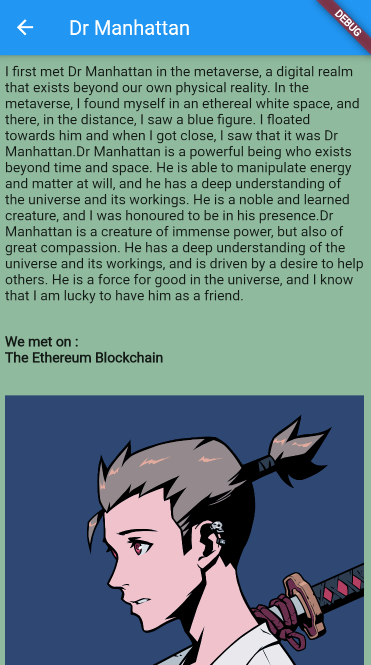 Dr Manhattan
DEBUG
I first met Dr Manhattan in the metaverse, a digital realm
that exists beyond our own physical reality. In the
metaverse, I found myself in an ethereal white space, and
there, in the distance, I saw a blue figure. I floated
towards him and when I got close, I saw that it was Dr
Manhattan.Dr Manhattan is a powerful being who exists
beyond time and space. He is able to manipulate energy
and matter at will, and he has a deep understanding of
the universe and its workings. He is a noble and learned
creature, and I was honoured to be in his presence.Dr
Manhattan is a creature of immense power, but also of
great compassion. He has a deep understanding of the
universe and its workings, and is driven by a desire to help
others. He is a force for good in the universe, and I know
that I am lucky to have him as a friend.
We met on :
The Ethereum Blockchain